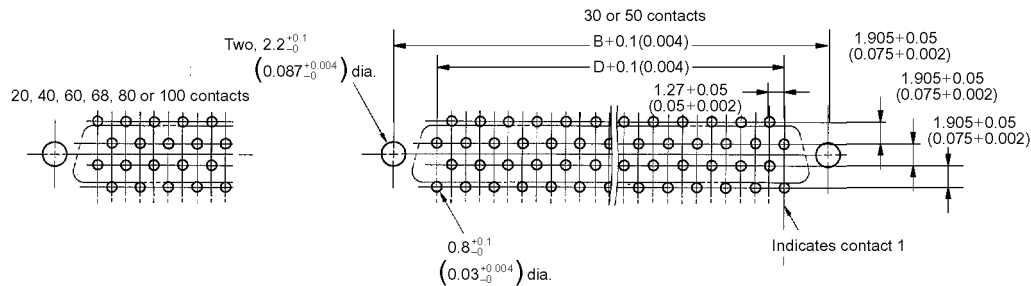 30 or 50 contacts
B+0.1(0.004)
D+0.1(0.004)
1.27+0.05
(0.05+0.002)
1.905+0.05
(0.075+0.002)
1.905+0.05
(0.075+0.002)
1.905+0.05
(0.075+0.002)
Two, 2.2 +0.1 -0
(0.087 +0.004 -0) dia.
20, 40, 60, 68, 80 or 100 contacts
0.8 +0.1 -0
(0.03 +0.004 -0) dia.
Indicates contact 1